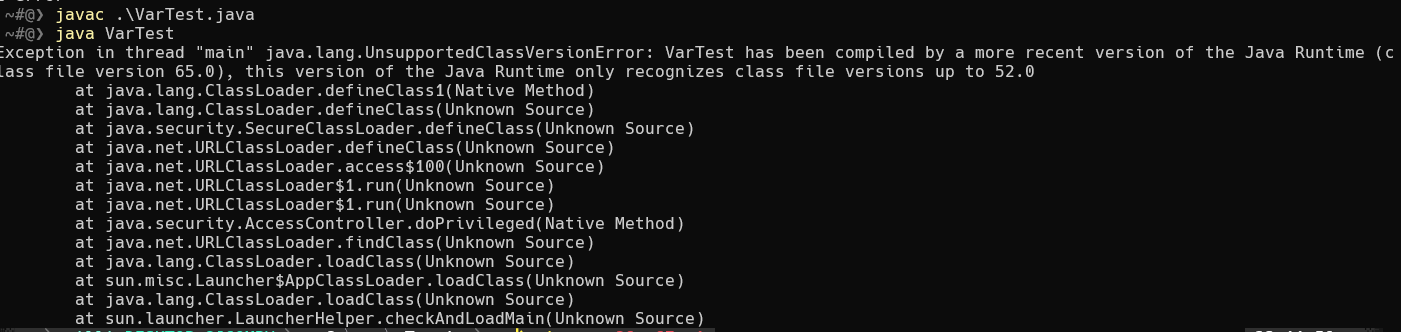 ~#@❯ javac .\VarTest.java
~#@❯ java VarTest
Exception in thread "main" java.lang.UnsupportedClassVersionError: VarTest has been compiled by a more recent version of the Java Runtime (c
lass file version 65.0), this version of the Java Runtime only recognizes class file versions up to 52.0
at java.lang.ClassLoader.defineClass1(Native Method)
at java.lang.ClassLoader.defineClass(Unknown Source)
at java.security.SecureClassLoader.defineClass(Unknown Source)
at java.net.URLClassLoader.defineClass(Unknown Source)
at java.net.URLClassLoader.access$100(Unknown Source)
at java.net.URLClassLoader$1.run(Unknown Source)
at java.net.URLClassLoader$1.run(Unknown Source)
at java.security.AccessController.doPrivileged(Native Method)
at java.net.URLClassLoader.findClass(Unknown Source)
at java.lang.ClassLoader.loadClass(Unknown Source)
at sun.misc.Launcher$AppClassLoader.loadClass(Unknown Source)
at java.lang.ClassLoader.loadClass(Unknown Source)
at sun.launcher.LauncherHelper.checkAndLoadMain(Unknown Source)